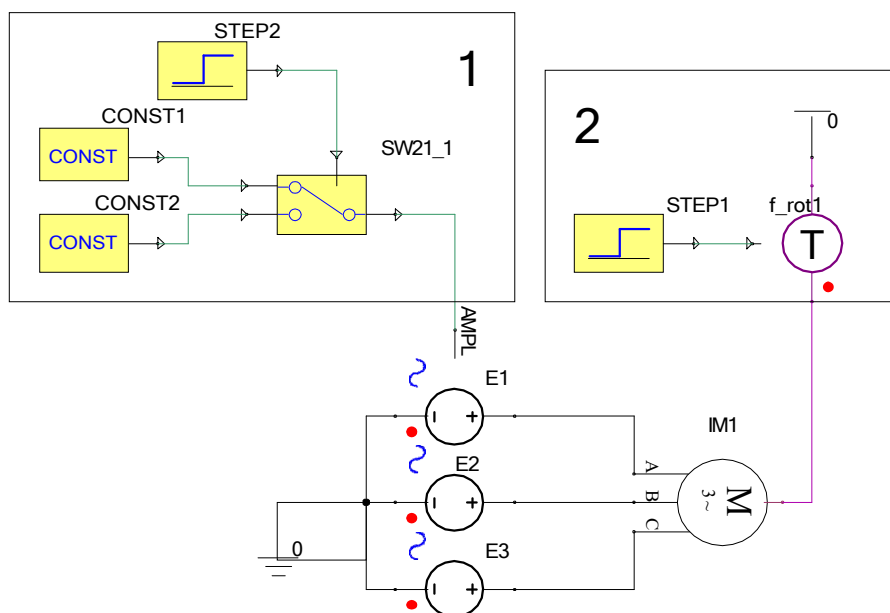 STEP2
1
CONST1
CONST
SW21_1
CONST2
CONST
2
0
STEP1
f_rot1
T
AMPL
E1
IM1
A
E2
B
M
3~
C
0
E3